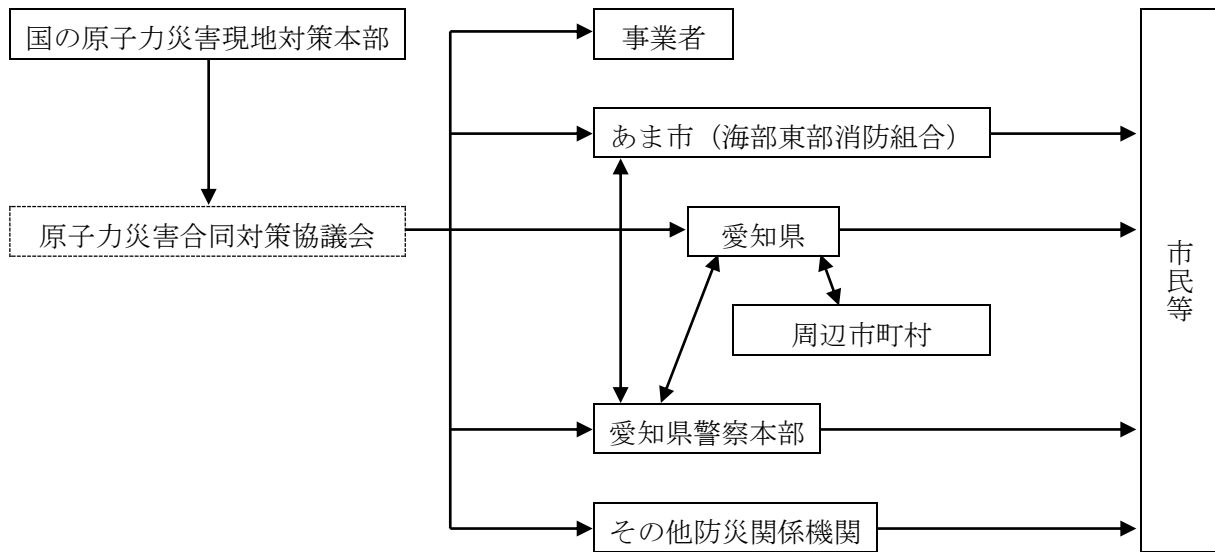 国の原子力災害現地対策本部
事業者
あま市（海部東部消防組合）
原子力災害合同対策協議会
愛知県
市民等
周辺市町村
愛知県警察本部
その他防災関係機関